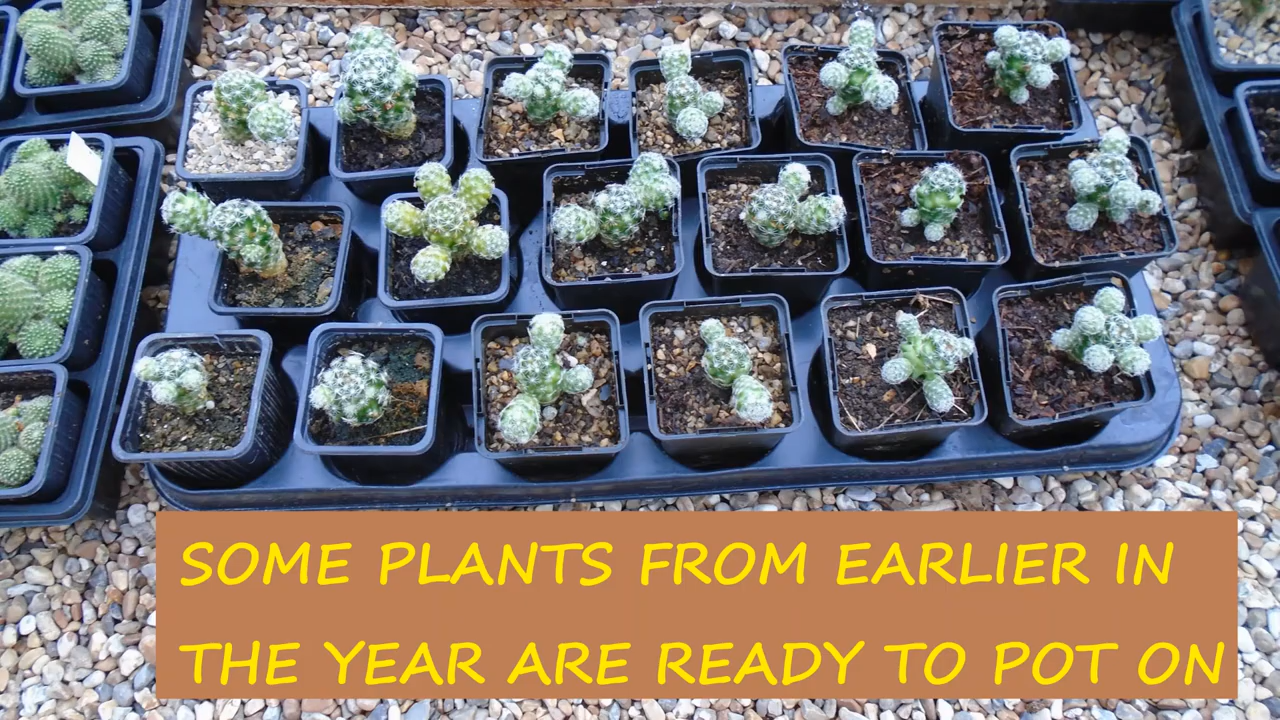 SOME PLANTS FROM EARLIER IN
THE YEAR ARE READY TO POT ON